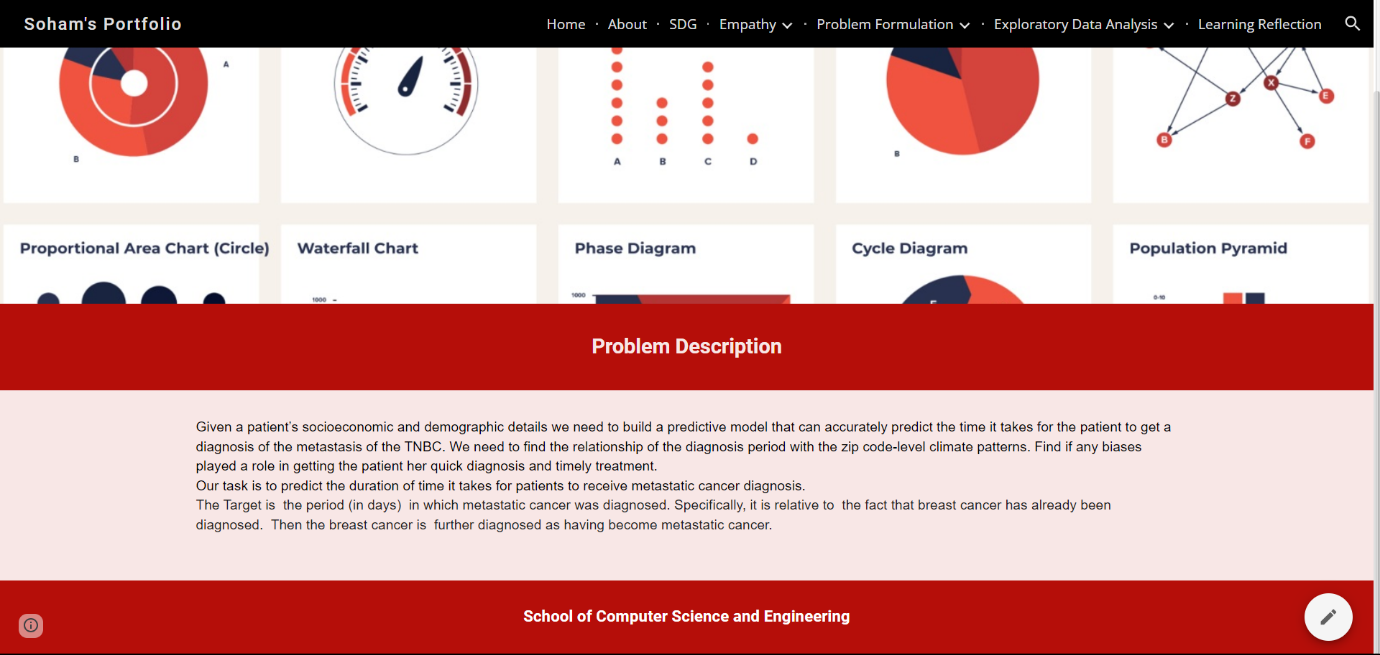 Soham's Portfolio
Home · About · SDG · Empathy · Problem Formulation · Exploratory Data Analysis · Learning Reflection
A
B
A B C D
B
Z X E
B F
Proportional Area Chart (Circle)
Waterfall Chart
Phase Diagram
Cycle Diagram
Population Pyramid
1000
1000
0-10
Problem Description
Given a patient's socioeconomic and demographic details we need to build a predictive model that can accurately predict the time it takes for the patient to get a
diagnosis of the metastasis of the TNBC. We need to find the relationship of the diagnosis period with the zip code-level climate patterns. Find if any biases
played a role in getting the patient her quick diagnosis and timely treatment.
Our task is to predict the duration of time it takes for patients to receive metastatic cancer diagnosis.
The Target is  the period (in days)  in which metastatic cancer was diagnosed. Specifically, it is relative to  the fact that breast cancer has already been
diagnosed.  Then the breast cancer is  further diagnosed as having become metastatic cancer.
School of Computer Science and Engineering